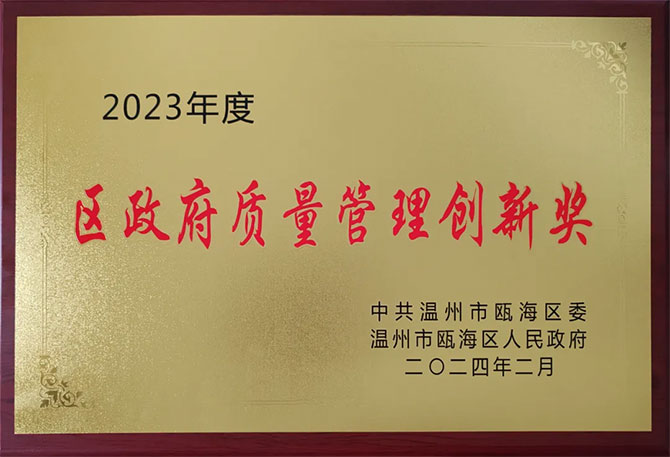 2023年度
区政府质量管理创新奖
中共温州市瓯海区委
温州市瓯海区人民政府
二〇二四年二月